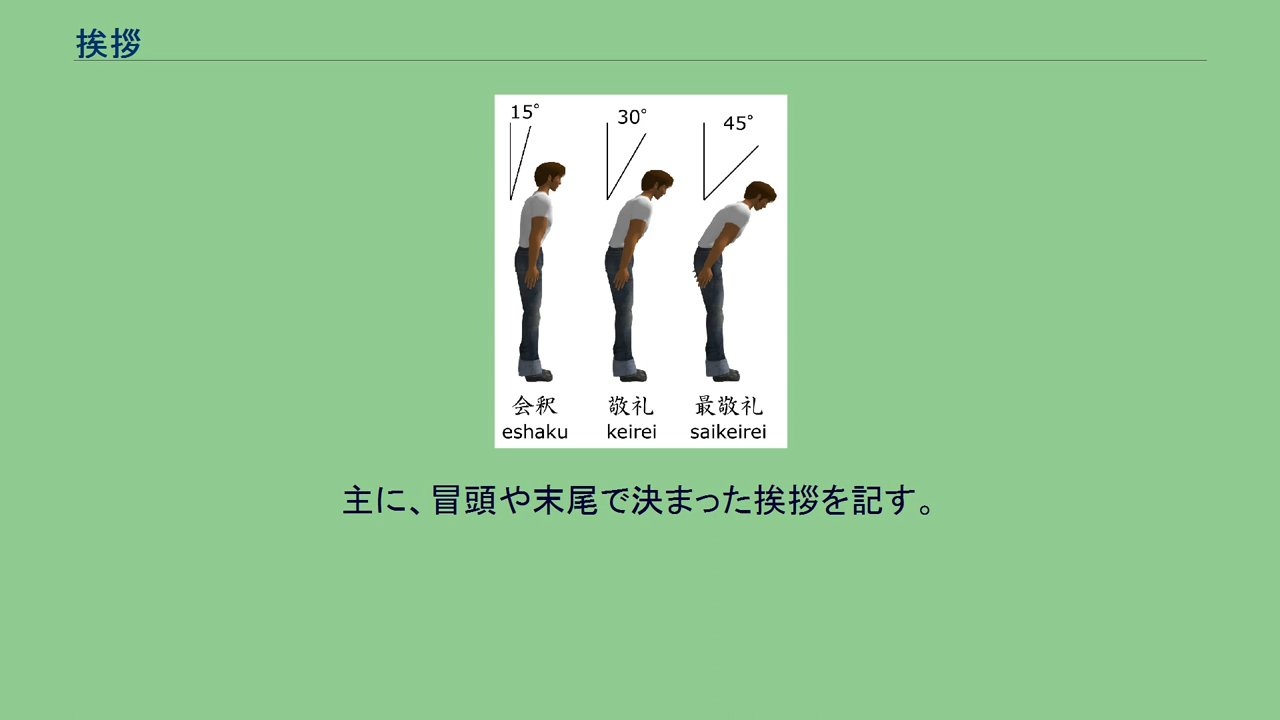 挨拶
15°
30°
45°
会釈
敬礼
最敬礼
eshaku
keirei
saikeirei
主に、冒頭や末尾で決まった挨拶を記す。